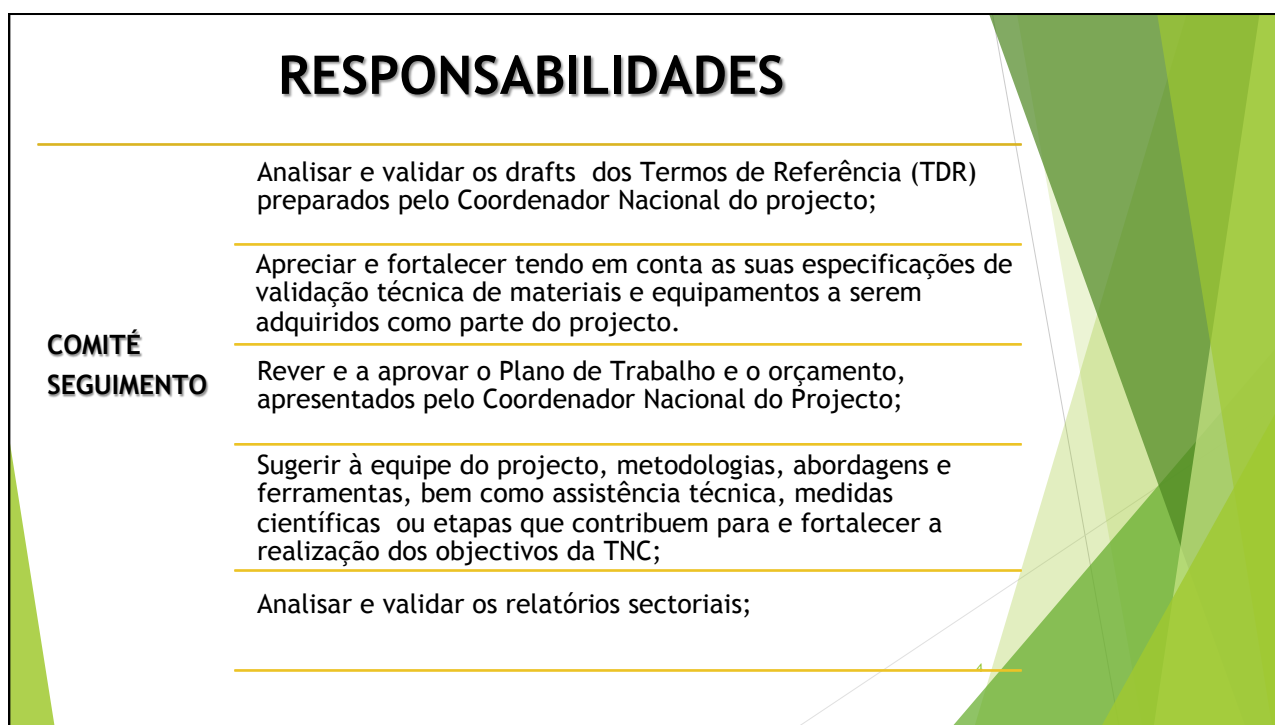 RESPONSABILIDADES
COMITÉ
SEGUIMENTO
Analisar e validar os drafts dos Termos de Referência (TDR)
preparados pelo Coordenador Nacional do projecto;
Apreciar e fortalecer tendo em conta as suas especificações de
validação técnica de materiais e equipamentos a serem
adquiridos como parte do projecto.
Rever e a aprovar o Plano de Trabalho e o orçamento,
apresentados pelo Coordenador Nacional do Projecto;
Sugerir à equipe do projecto, metodologias, abordagens e
ferramentas, bem como assistência técnica, medidas
científicas ou etapas que contribuem para e fortalecer a
realização dos objectivos da TNC;
Analisar e validar os relatórios sectoriais;